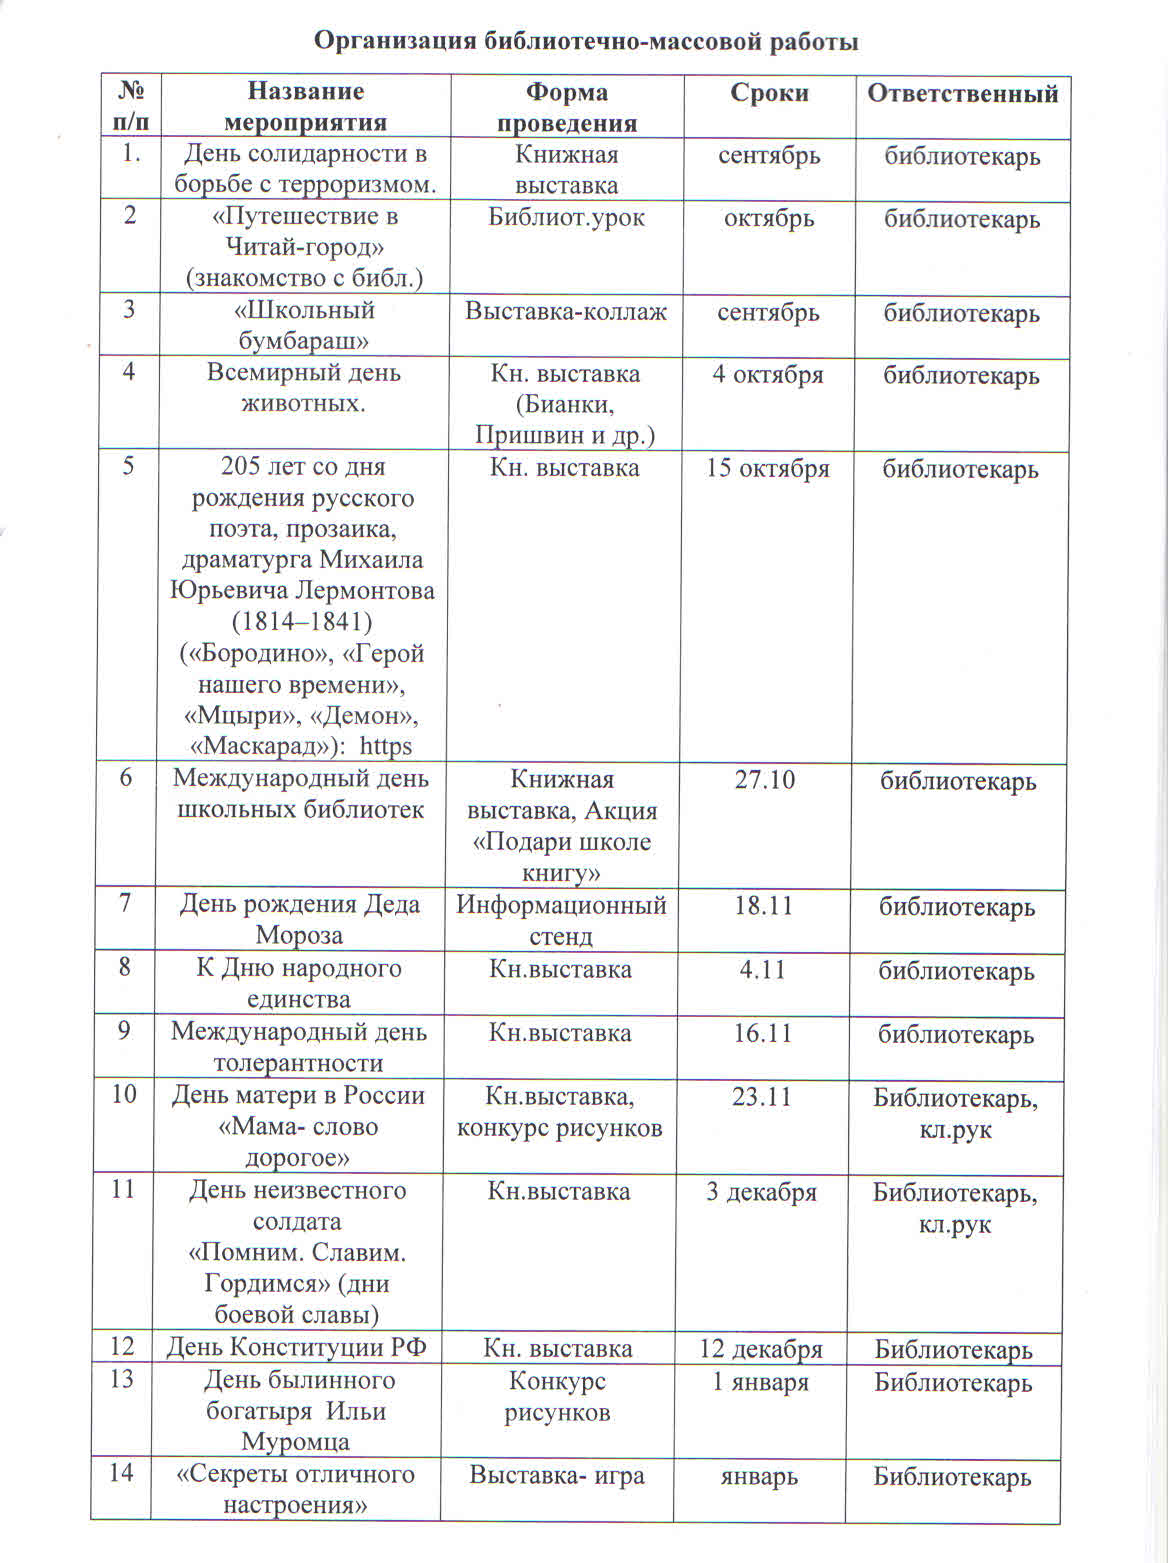 Организация библиотечно-массовой работы
№ п/п Название мероприятия Форма проведения Сроки Ответственный
1. День солидарности в борьбе с терроризмом. Книжная выставка сентябрь библиотекарь
2 «Путешествие в Читай-город» (знакомство с библ.) Библиот.урок октябрь библиотекарь
3 «Школьный бумбараш» Выставка-коллаж сентябрь библиотекарь
4 Всемирный день животных. Кн. выставка (Бианки, Пришвин и др.) 4 октября библиотекарь
5 205 лет со дня рождения русского поэта, прозаика, драматурга Михаила Юрьевича Лермонтова (1814–1841) («Бородино», «Герой нашего времени», «Мцыри», «Демон», «Маскарад»): https Кн. выставка 15 октября библиотекарь
6 Международный день школьных библиотек Книжная выставка, Акция «Подари школе книгу» 27.10 библиотекарь
7 День рождения Деда Мороза Информационный стенд 18.11 библиотекарь
8 К Дню народного единства Кн.выставка 4.11 библиотекарь
9 Международный день толерантности Кн.выставка 16.11 библиотекарь
10 День матери в России «Мама- слово дорогое» Кн.выставка, конкурс рисунков 23.11 Библиотекарь, кл.рук
11 День неизвестного солдата «Помним. Славим. Гордимся» (дни боевой славы) Кн.выставка 3 декабря Библиотекарь, кл.рук
12 День Конституции РФ Кн. выставка 12 декабря Библиотекарь
13 День былинного богатыря Ильи Муромца Конкурс рисунков 1 января Библиотекарь
14 «Секреты отличного настроения» Выставка- игра январь Библиотекарь